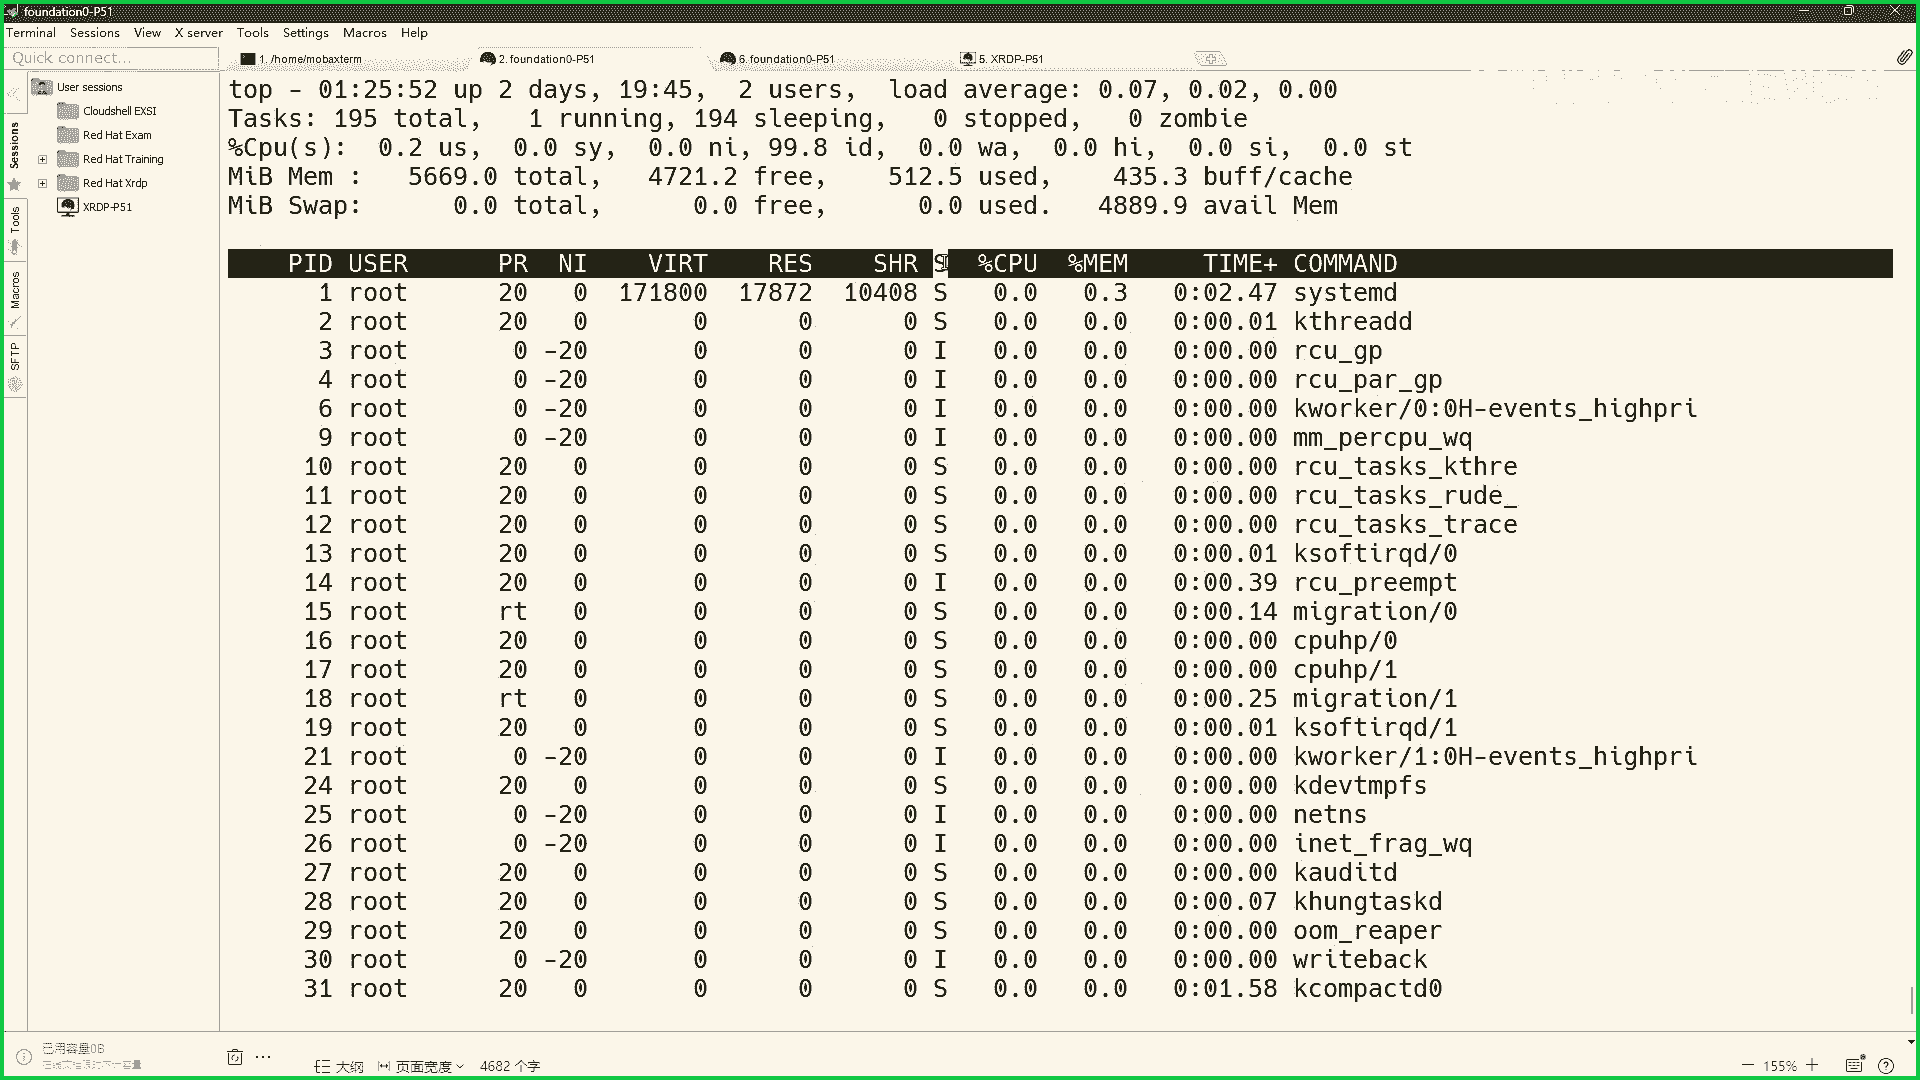 foundation0-P51
Terminal Sessions View X server Tools Settings Macros Help
Quick connect...
1. /home/mobaxterm
2. foundation0-P51
6. foundation0-P51
5. XRDP-P51
User sessions
Cloudshell EXSI
Red Hat Exam
Red Hat Training
Red Hat Xrdp
XRDP-P51
Sessions
Tools
Macros
SFTP
top - 01:25:52 up 2 days, 19:45, 2 users, load average: 0.07, 0.02, 0.00
Tasks: 195 total, 1 running, 194 sleeping, 0 stopped, 0 zombie
%Cpu(s): 0.2 us, 0.0 sy, 0.0 ni, 99.8 id, 0.0 wa, 0.0 hi, 0.0 si, 0.0 st
MiB Mem : 5669.0 total, 4721.2 free, 512.5 used, 435.3 buff/cache
MiB Swap: 0.0 total, 0.0 free, 0.0 used. 4889.9 avail Mem
PID USER PR NI VIRT RES SHR S %CPU %MEM TIME+ COMMAND
1 root 20 0 171800 17872 10408 S 0.0 0.3 0:02.47 systemd
2 root 20 0 0 0 0 S 0.0 0.0 0:00.01 kthreadd
3 root 0 -20 0 0 0 I 0.0 0.0 0:00.00 rcu_gp
4 root 0 -20 0 0 0 I 0.0 0.0 0:00.00 rcu_par_gp
6 root 0 -20 0 0 0 I 0.0 0.0 0:00.00 kworker/0:0H-events_highpri
9 root 0 -20 0 0 0 I 0.0 0.0 0:00.00 mm_percpu_wq
10 root 20 0 0 0 0 S 0.0 0.0 0:00.00 rcu_tasks_kthre
11 root 20 0 0 0 0 S 0.0 0.0 0:00.00 rcu_tasks_rude_
12 root 20 0 0 0 0 S 0.0 0.0 0:00.00 rcu_tasks_trace
13 root 20 0 0 0 0 S 0.0 0.0 0:00.01 ksoftirqd/0
14 root 20 0 0 0 0 I 0.0 0.0 0:00.39 rcu_preempt
15 root rt 0 0 0 0 S 0.0 0.0 0:00.14 migration/0
16 root 20 0 0 0 0 S 0.0 0.0 0:00.00 cpuhp/0
17 root 20 0 0 0 0 S 0.0 0.0 0:00.00 cpuhp/1
18 root rt 0 0 0 0 S 0.0 0.0 0:00.25 migration/1
19 root 20 0 0 0 0 S 0.0 0.0 0:00.01 ksoftirqd/1
21 root 0 -20 0 0 0 I 0.0 0.0 0:00.00 kworker/1:0H-events_highpri
24 root 20 0 0 0 0 S 0.0 0.0 0:00.00 kdevtmpfs
25 root 0 -20 0 0 0 I 0.0 0.0 0:00.00 netns
26 root 0 -20 0 0 0 I 0.0 0.0 0:00.00 inet_frag_wq
27 root 20 0 0 0 0 S 0.0 0.0 0:00.00 kauditd
28 root 20 0 0 0 0 S 0.0 0.0 0:00.07 khungtaskd
29 root 20 0 0 0 0 S 0.0 0.0 0:00.00 oom_reaper
30 root 0 -20 0 0 0 I 0.0 0.0 0:00.00 writeback
31 root 20 0 0 0 0 S 0.0 0.0 0:01.58 kcompactd0
已用容量0B
大纲 页面宽度 4682 个字 155%